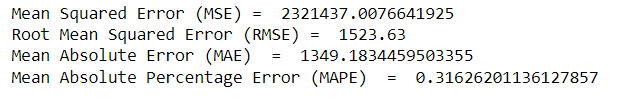 Mean Squared Error (MSE) =  2321437.0076641925
Root Mean Squared Error (RMSE) =  1523.63
Mean Absolute Error (MAE)  =  1349.1834459503355
Mean Absolute Percentage Error (MAPE)  =  0.31626201136127857